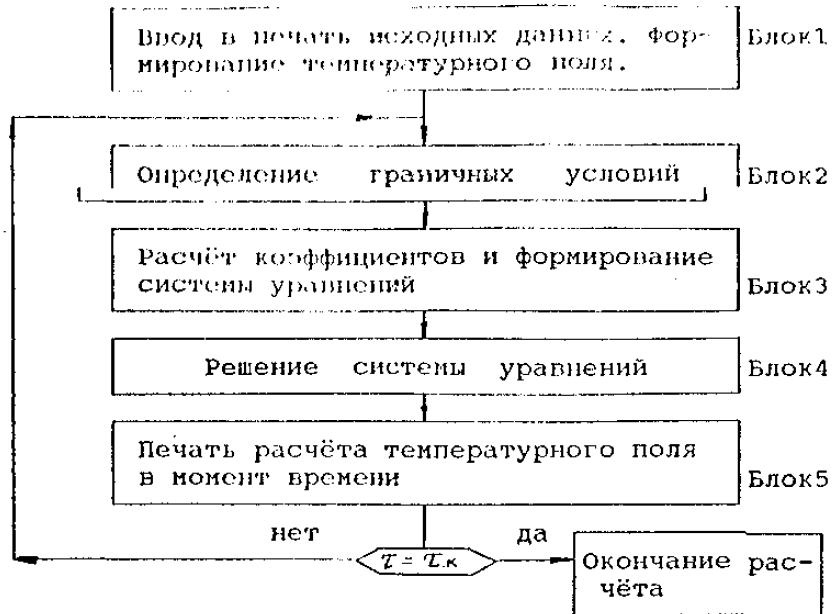 Ввод в печать исходных данных. Фор-
мирование температурного поля.
Блок1
Определение граничных условий
Блок2
Расчёт коэффициентов и формирование
системы уравнений
Блок3
Решение системы уравнений
Блок4
Печать расчёта температурного поля
в момент времени
Блок5
нет
да
τ = τ.к
Окончание рас-
чёта